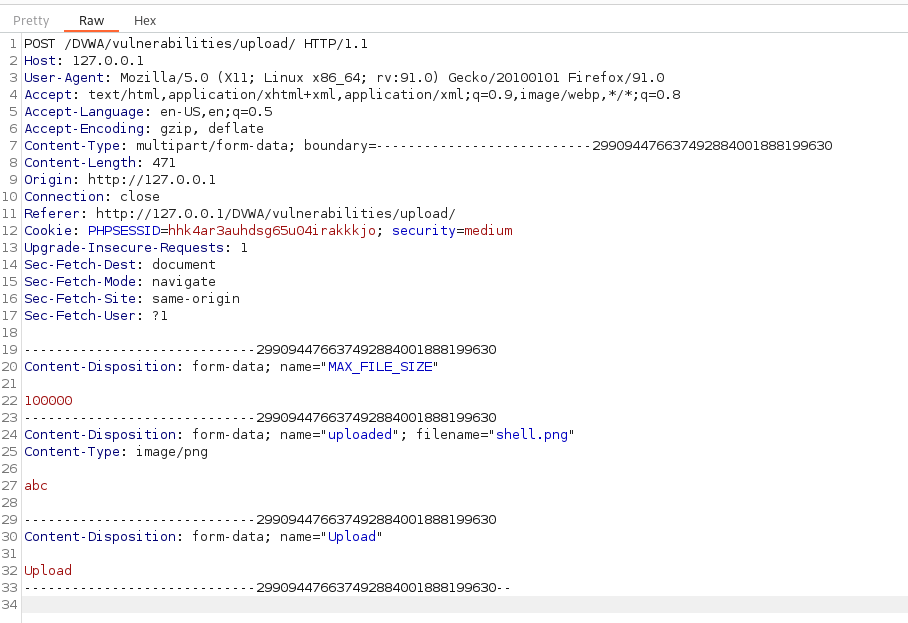 Pretty Raw Hex
1 POST /DVWA/vulnerabilities/upload/ HTTP/1.1
2 Host: 127.0.0.1
3 User-Agent: Mozilla/5.0 (X11; Linux x86_64; rv:91.0) Gecko/20100101 Firefox/91.0
4 Accept: text/html,application/xhtml+xml,application/xml;q=0.9,image/webp,*/*;q=0.8
5 Accept-Language: en-US,en;q=0.5
6 Accept-Encoding: gzip, deflate
7 Content-Type: multipart/form-data; boundary=---------------------------299094476637492884001888199630
8 Content-Length: 471
9 Origin: http://127.0.0.1
10 Connection: close
11 Referer: http://127.0.0.1/DVWA/vulnerabilities/upload/
12 Cookie: PHPSESSID=hhk4ar3auhdsg65u04irakkkjo; security=medium
13 Upgrade-Insecure-Requests: 1
14 Sec-Fetch-Dest: document
15 Sec-Fetch-Mode: navigate
16 Sec-Fetch-Site: same-origin
17 Sec-Fetch-User: ?1
18
19 -----------------------------299094476637492884001888199630
20 Content-Disposition: form-data; name="MAX_FILE_SIZE"
21
22 100000
23 -----------------------------299094476637492884001888199630
24 Content-Disposition: form-data; name="uploaded"; filename="shell.png"
25 Content-Type: image/png
26
27 abc
28
29 -----------------------------299094476637492884001888199630
30 Content-Disposition: form-data; name="Upload"
31
32 Upload
33 -----------------------------299094476637492884001888199630--
34